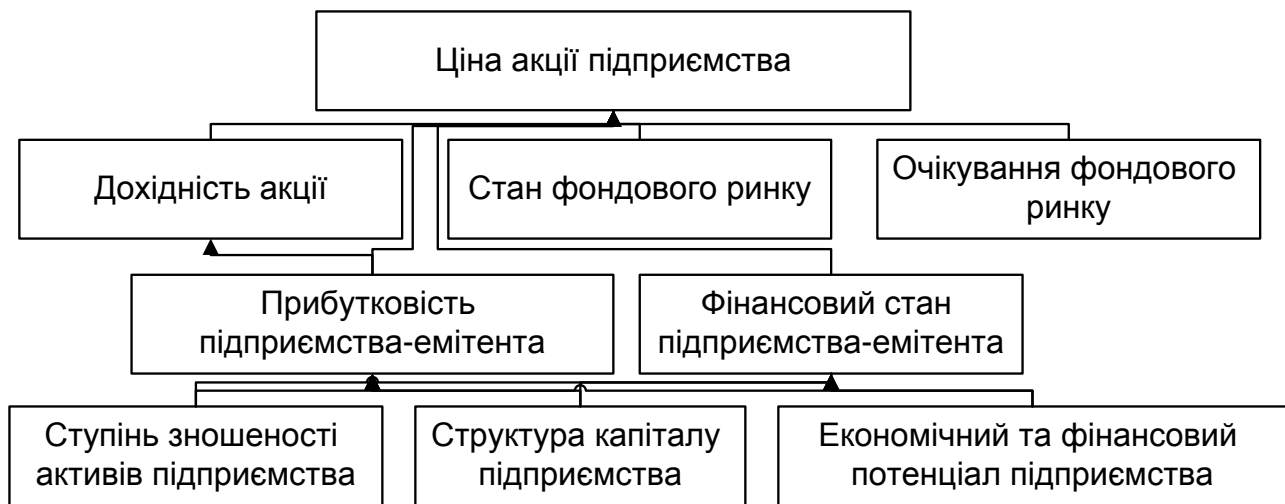 Ціна акції підприємства
Дохідність акції
Стан фондового ринку
Очікування фондового
ринку
Прибутковість
підприємства-емітента
Фінансовий стан
підприємства-емітента
Ступінь зношеності
активів підприємства
Структура капіталу
підприємства
Економічний та фінансовий
потенціал підприємства